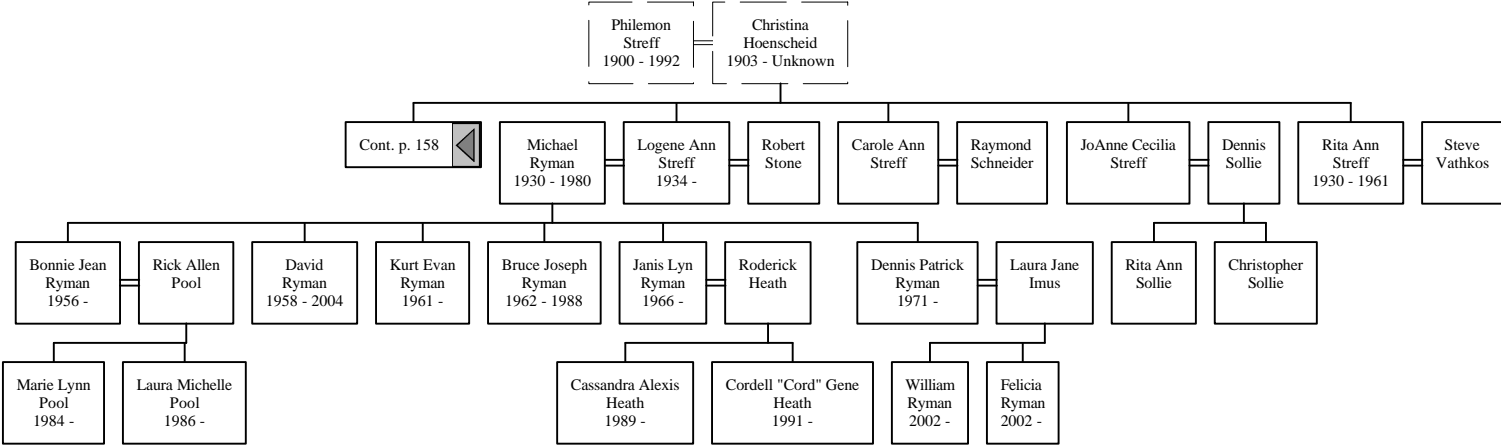 Philemon
Streff
1900 - 1992
Christina
Hoenscheid
1903 - Unknown
Cont. p. 158
Michael
Ryman
1930 - 1980
Logene Ann
Streff
1934 -
Robert
Stone
Carole Ann
Streff
Raymond
Schneider
JoAnne Cecilia
Streff
Dennis
Sollie
Rita Ann
Streff
1930 - 1961
Steve
Vathkos
Bonnie Jean
Ryman
1956 -
Rick Allen
Pool
David
Ryman
1958 - 2004
Kurt Evan
Ryman
1961 -
Bruce Joseph
Ryman
1962 - 1988
Janis Lyn
Ryman
1966 -
Roderick
Heath
Dennis Patrick
Ryman
1971 -
Laura Jane
Imus
Rita Ann
Sollie
Christopher
Sollie
Marie Lynn
Pool
1984 -
Laura Michelle
Pool
1986 -
Cassandra Alexis
Heath
1989 -
Cordell "Cord" Gene
Heath
1991 -
William
Ryman
2002 -
Felicia
Ryman
2002 -